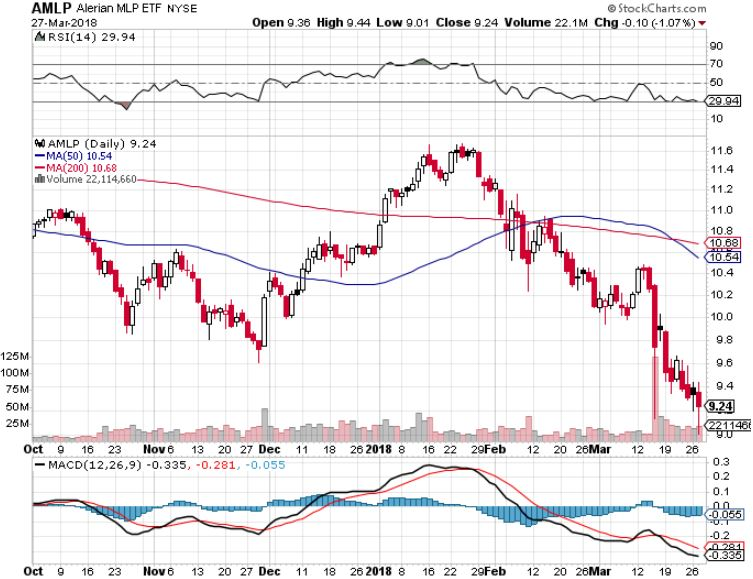 AMLP Alerian MLP ETF NYSE © StockCharts.com
27-Mar-2018 Open 9.36 High 9.44 Low 9.01 Close 9.24 Volume 22.1M Chg -0.10 (-1.07%)
RSI(14) 29.94
90
70
50
29.94
10
AMLP (Daily) 9.24
MA(50) 10.54
MA(200) 10.68
Volume 22,114,660
11.6
11.4
11.2
11.0
10.8
10.68
10.54
10.4
10.2
10.0
9.8
9.6
9.4
9.24
22114660
9.0
125M
100M
75M
50M
25M
Oct 9 16 23 Nov 6 13 20 27 Dec 11 18 26 2018 8 16 22 29 Feb 12 20 26 Mar 12 19 26
MACD(12,26,9) -0.335, -0.281, -0.055
0.3
0.2
0.1
0.0
-0.055
-0.1
-0.2
-0.281
-0.335
Oct 9 16 23 Nov 6 13 20 27 Dec 11 18 26 2018 8 16 22 29 Feb 12 20 26 Mar 12 19 26